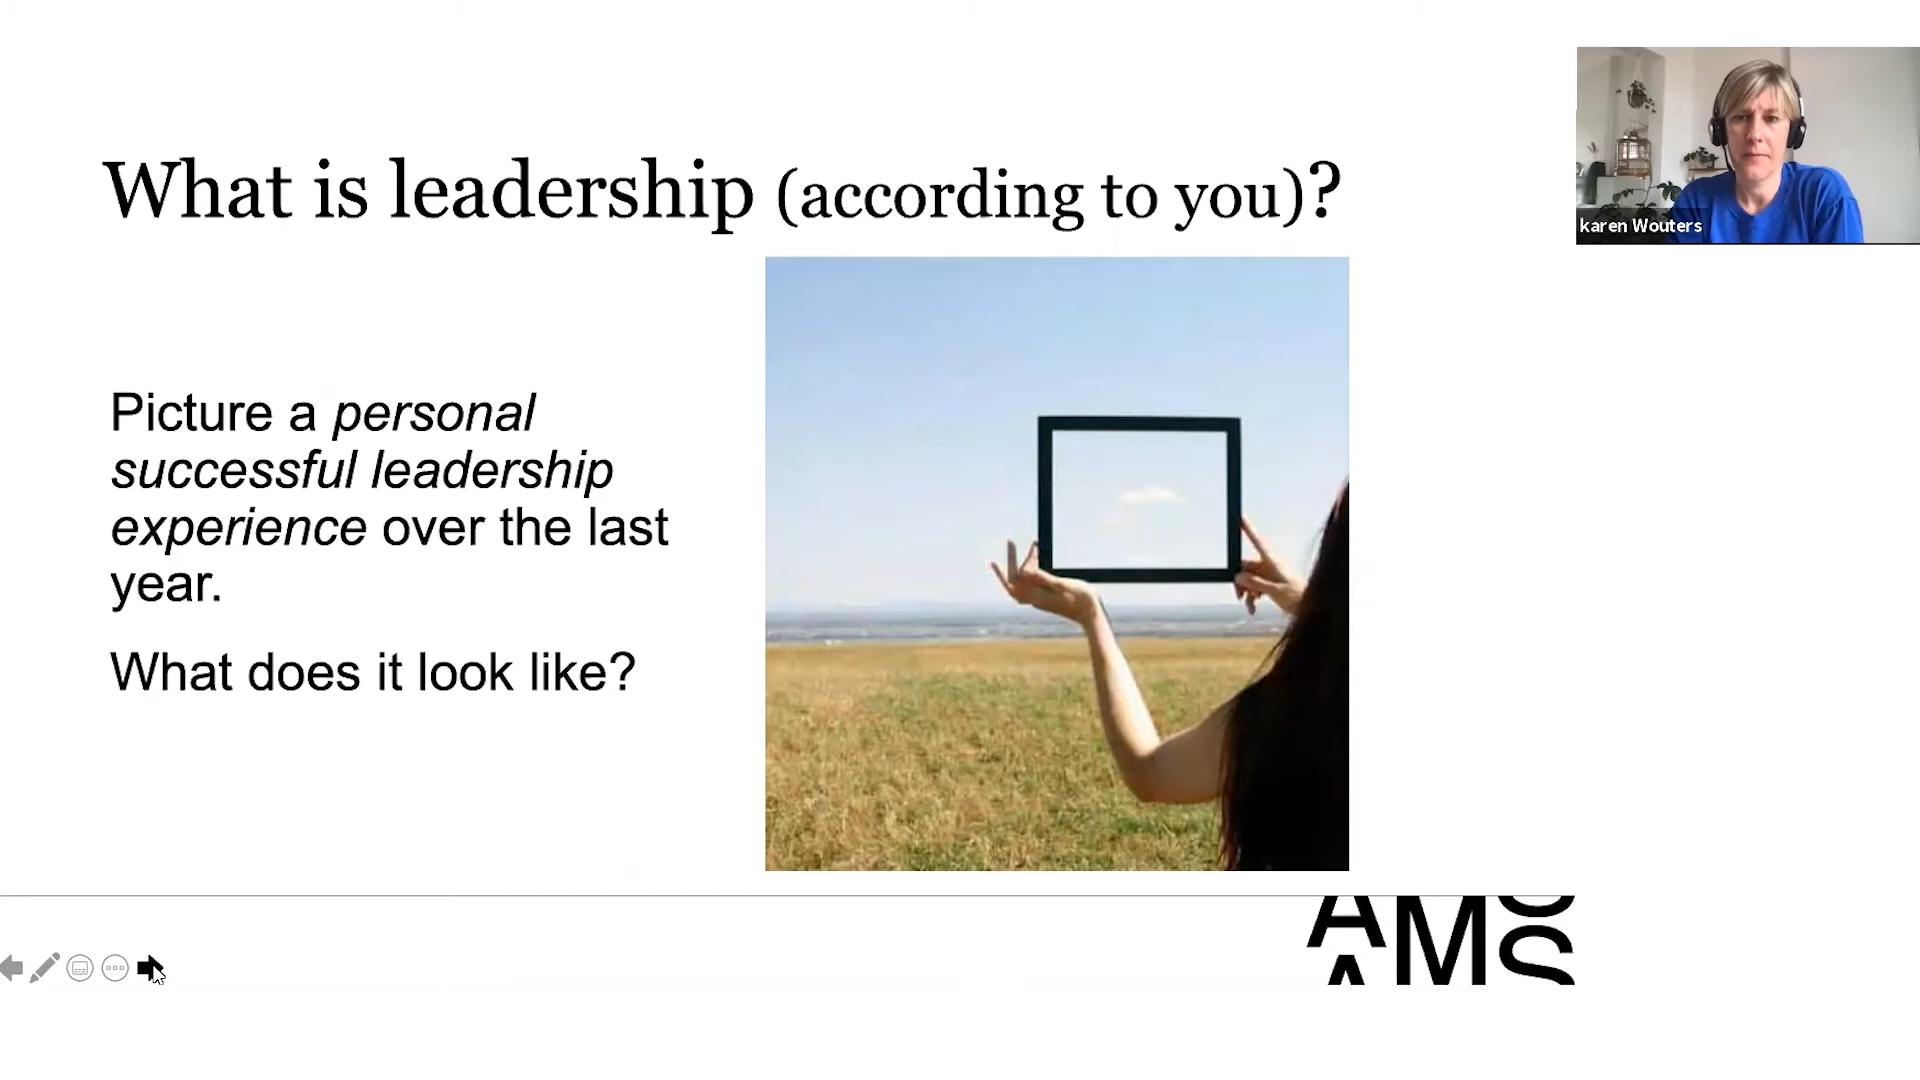 What is leadership (according to you)?
karen Wouters
Picture a personal
successful leadership
experience over the last
year.
What does it look like?
AMS